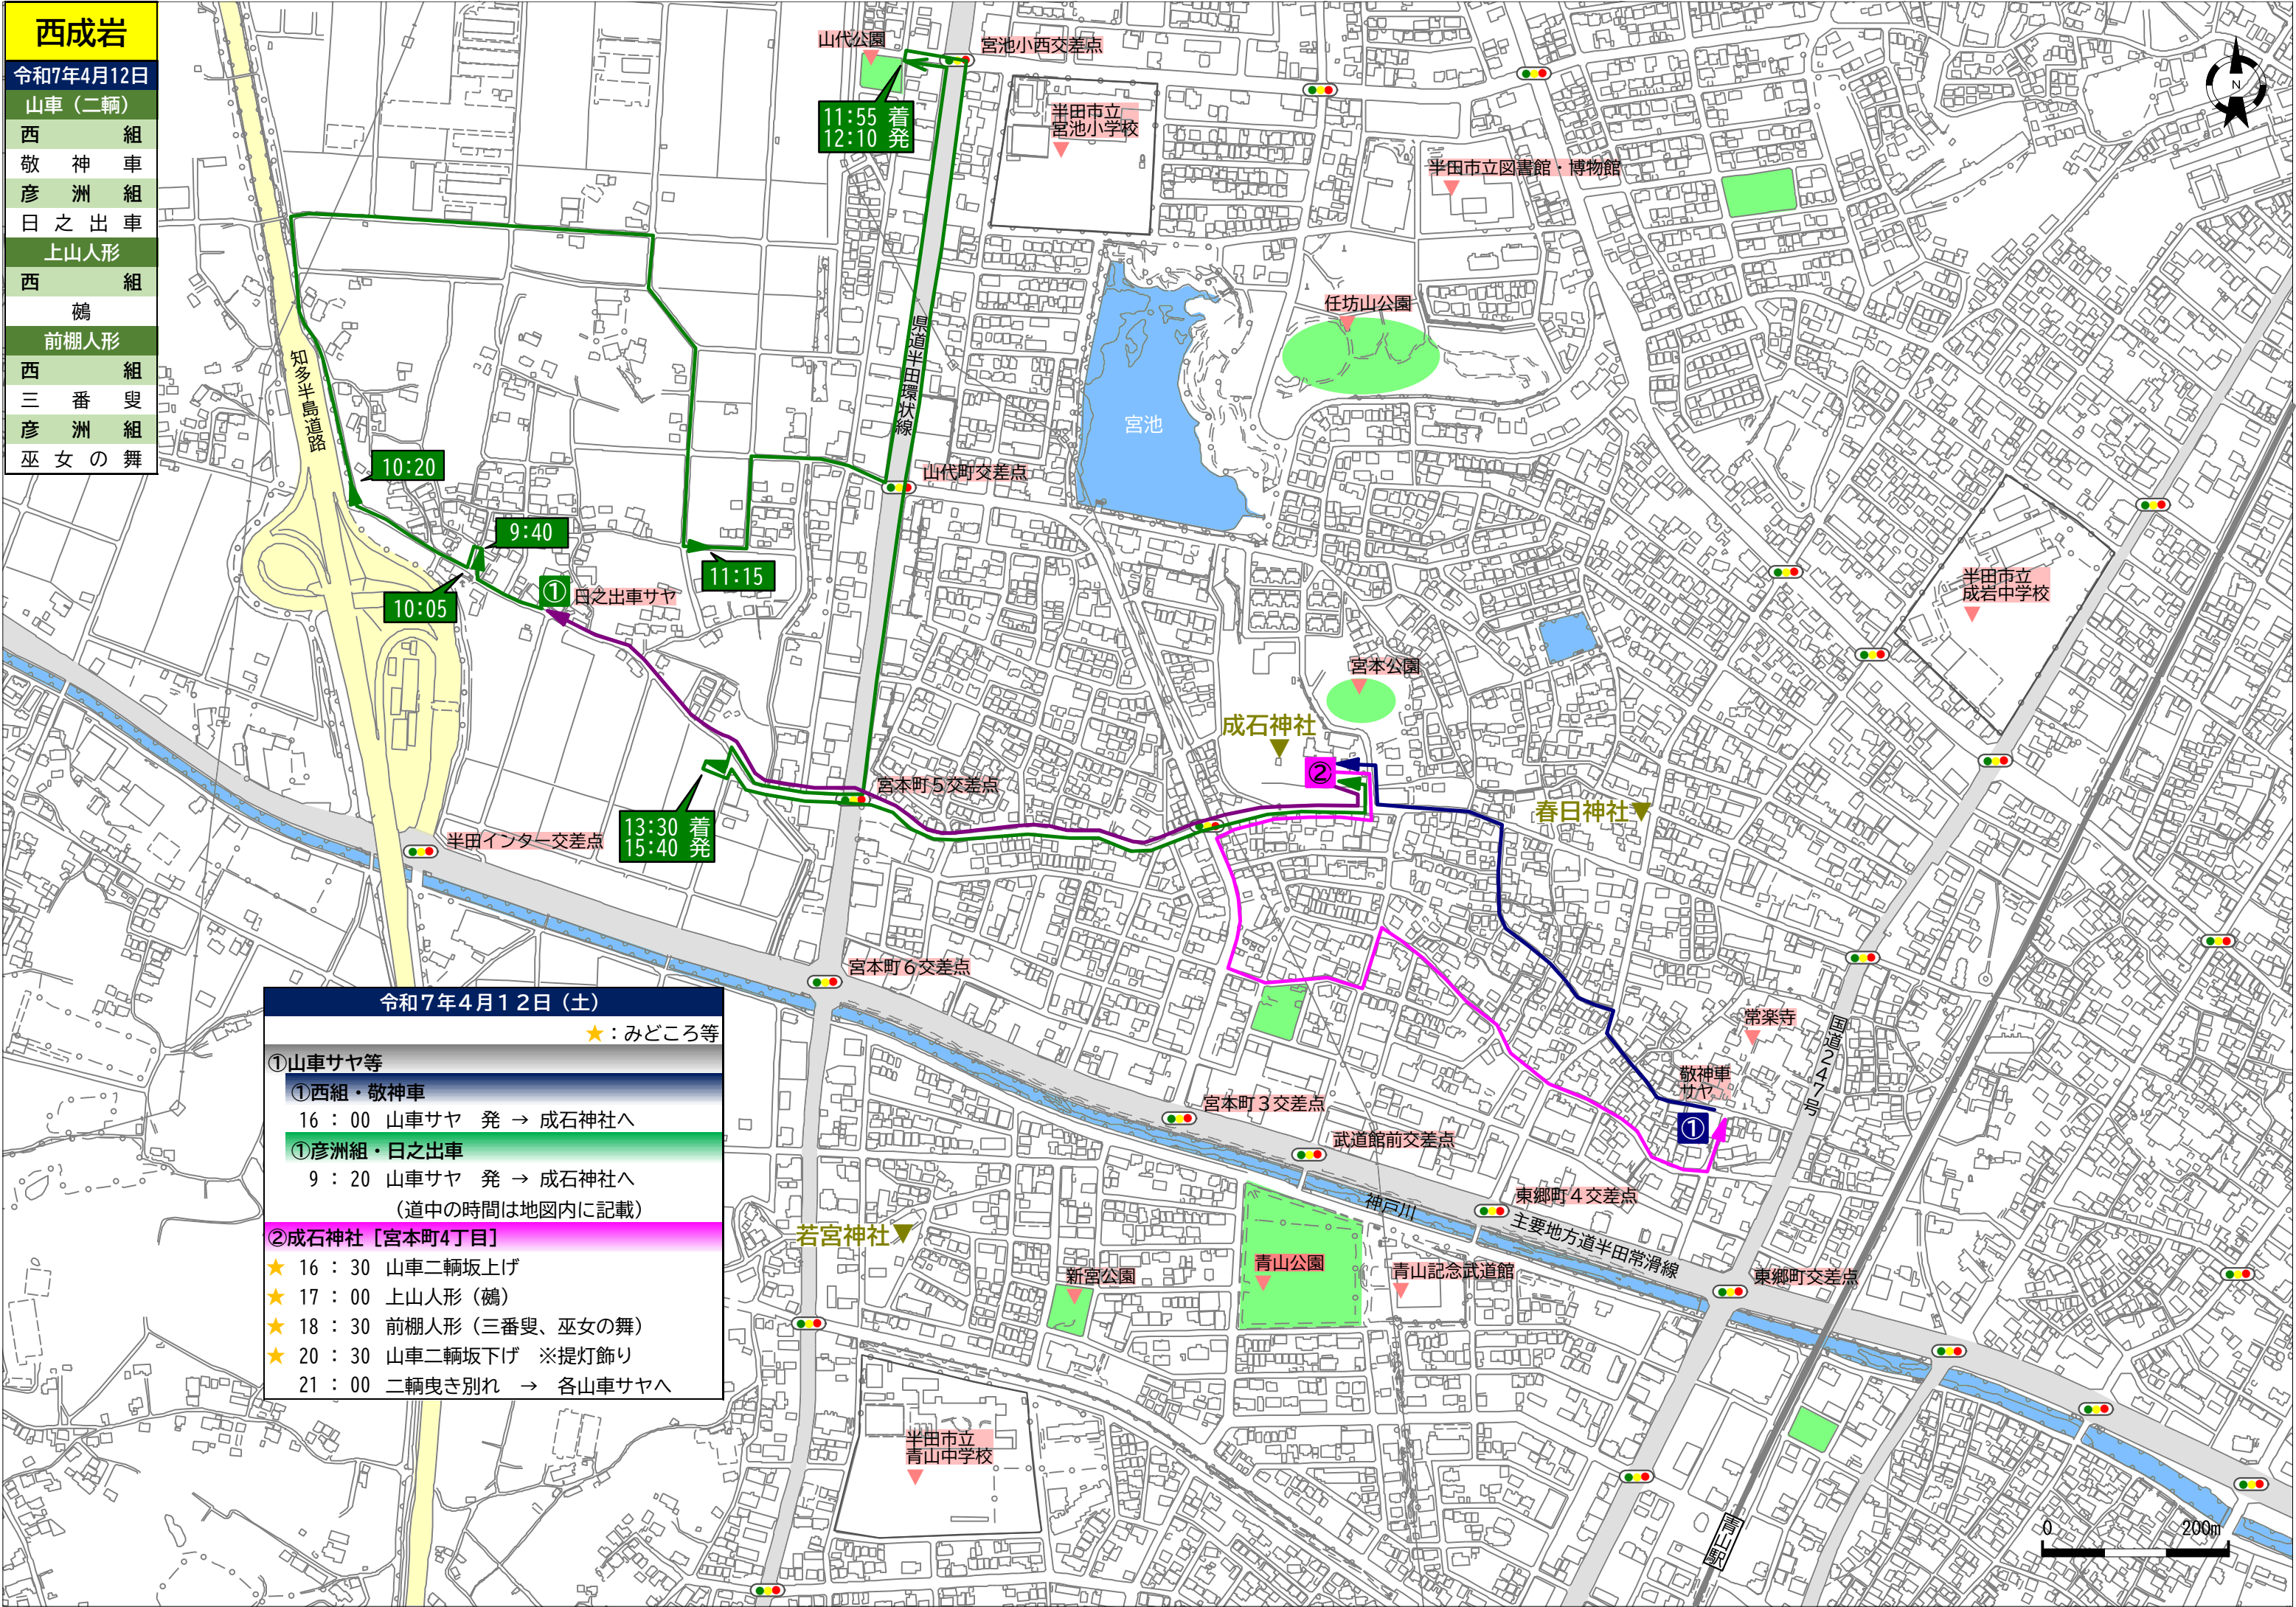 西成岩
令和7年4月12日
山車（二輌）
西 組
敬 神 車
彦 洲 組
日 之 出 車
上山人形
西 組
鵺
前棚人形
西 組
三 番 叟
彦 洲 組
巫 女 の 舞
山代公園
宮池小西交差点
11:55 着
12:10 発
半田市立
宮池小学校
半田市立図書館・博物館
N
任坊山公園
県道半田環状線
知多半島道路
宮池
山代町交差点
10:20
9:40
11:15
10:05
①
日之出車サヤ
半田市立
成岩中学校
宮本公園
成石神社
②
春日神社
宮本町５交差点
13:30 着
15:40 発
半田インター交差点
宮本町６交差点
常楽寺
国道２４７号
敬神車
サヤ
①
宮本町３交差点
武道館前交差点
東郷町４交差点
神戸川
主要地方道半田常滑線
東郷町交差点
若宮神社
新宮公園
青山公園
青山記念武道館
半田市立
青山中学校
青山駅
0 200m
令和７年４月１２日（土）
★：みどころ等
①山車サヤ等
①西組・敬神車
16 ： 00 山車サヤ 発 → 成石神社へ
①彦洲組・日之出車
9 ： 20 山車サヤ 発 → 成石神社へ
（道中の時間は地図内に記載）
②成石神社［宮本町4丁目］
★ 16 ： 30 山車二輌坂上げ
★ 17 ： 00 上山人形（鵺）
★ 18 ： 30 前棚人形（三番叟、巫女の舞）
★ 20 ： 30 山車二輌坂下げ ※提灯飾り
21 ： 00 二輌曳き別れ → 各山車サヤへ